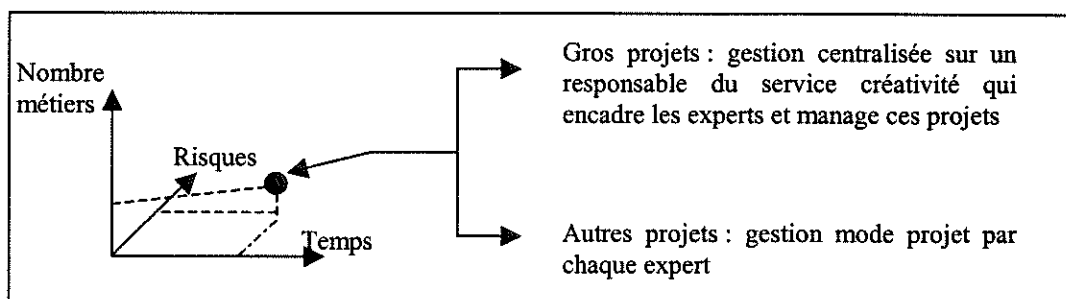 Nombre
métiers
Risques
Temps
Gros projets : gestion centralisée sur un
responsable du service créativité qui
encadre les experts et manage ces projets
Autres projets : gestion mode projet par
chaque expert